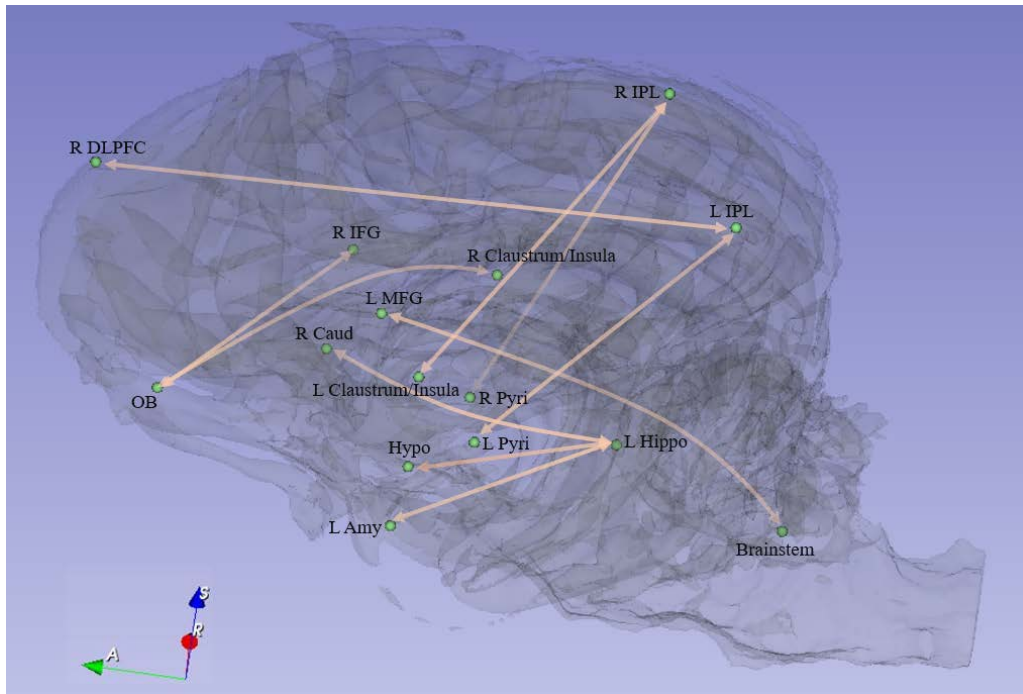 R IPL
R DLPFC
L IPL
R IFG
R Claustrum/Insula
L MFG
R Caud
L Claustrum/Insula
R Pyri
OB
L Pyri
L Hippo
Hypo
L Amy
Brainstem
S
R
A